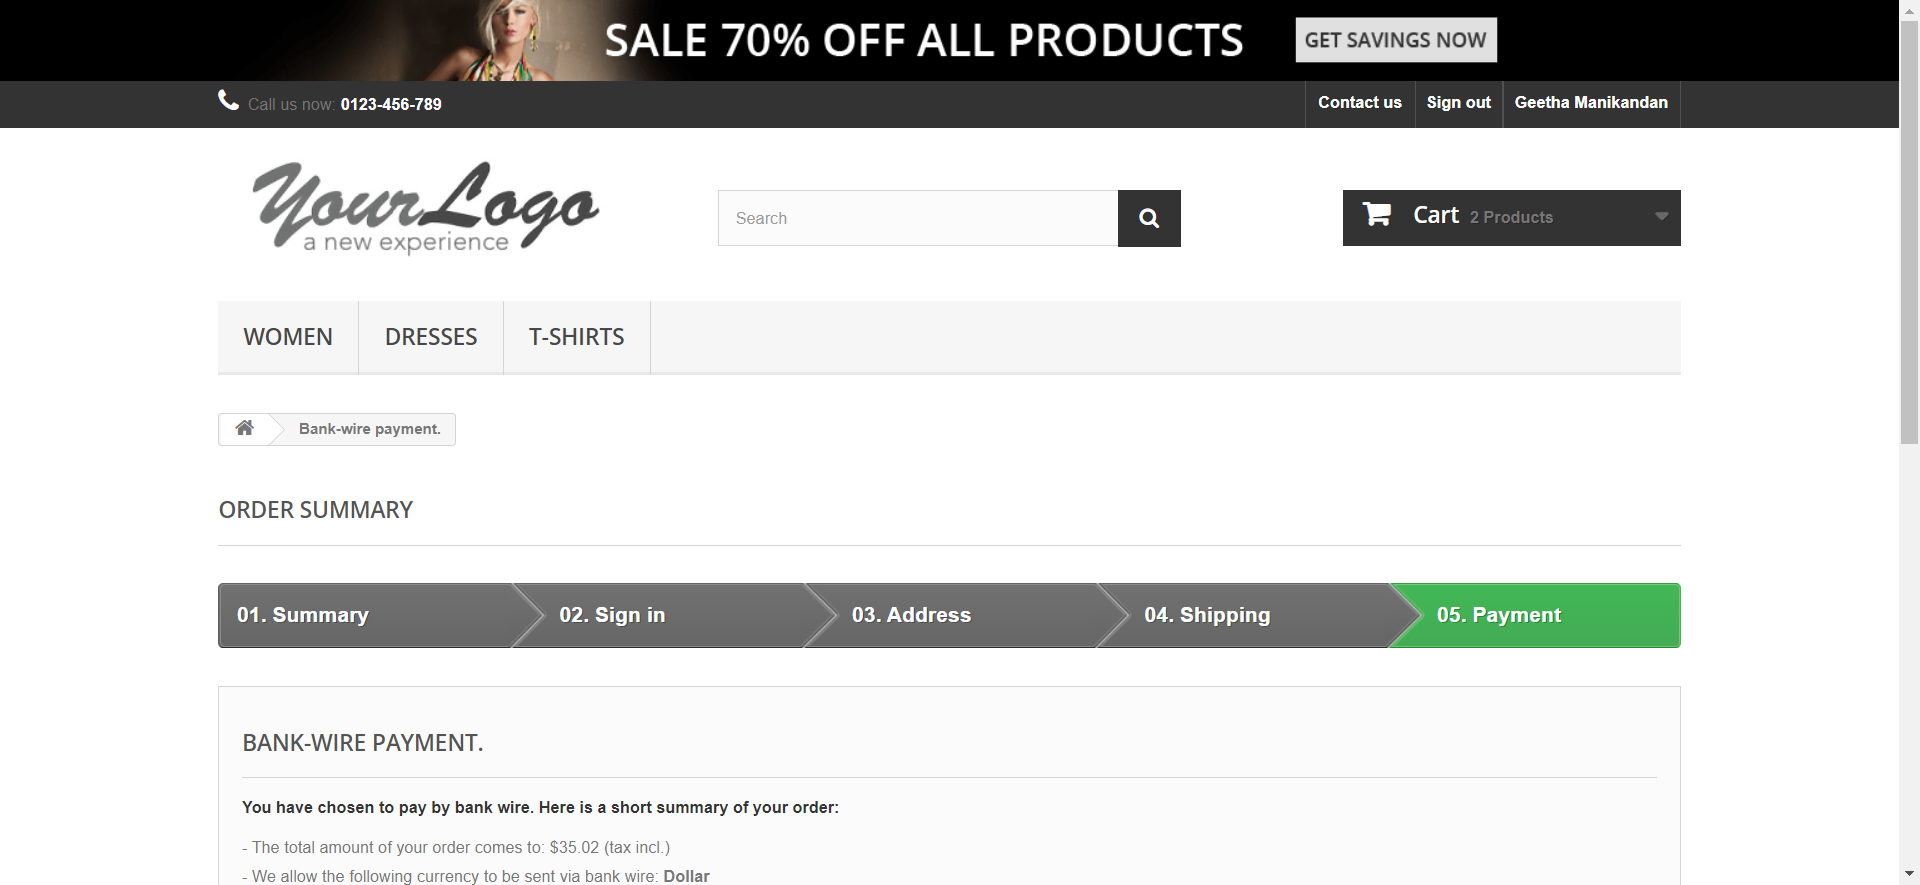 SALE 70% OFF ALL PRODUCTS GET SAVINGS NOW
Call us now: 0123-456-789 Contact us Sign out Geetha Manikandan
YourLogo
a new experience
Search
Cart 2 Products
WOMEN DRESSES T-SHIRTS
Bank-wire payment.
ORDER SUMMARY
01. Summary 02. Sign in 03. Address 04. Shipping 05. Payment
BANK-WIRE PAYMENT.
You have chosen to pay by bank wire. Here is a short summary of your order:
- The total amount of your order comes to: $35.02 (tax incl.)
- We allow the following currency to be sent via bank wire: Dollar